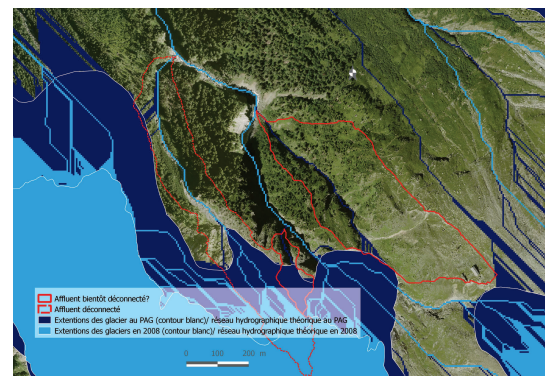 Affluent bientôt déconnecté?
Affluent déconnecté
Extentions des glacier au PAG (contour blanc)/ réseau hydrographique théorique au PAG
Extentions des glaciers en 2008 (contour blanc)/ réseau hydrographique théorique en 2008
0 100 200 m